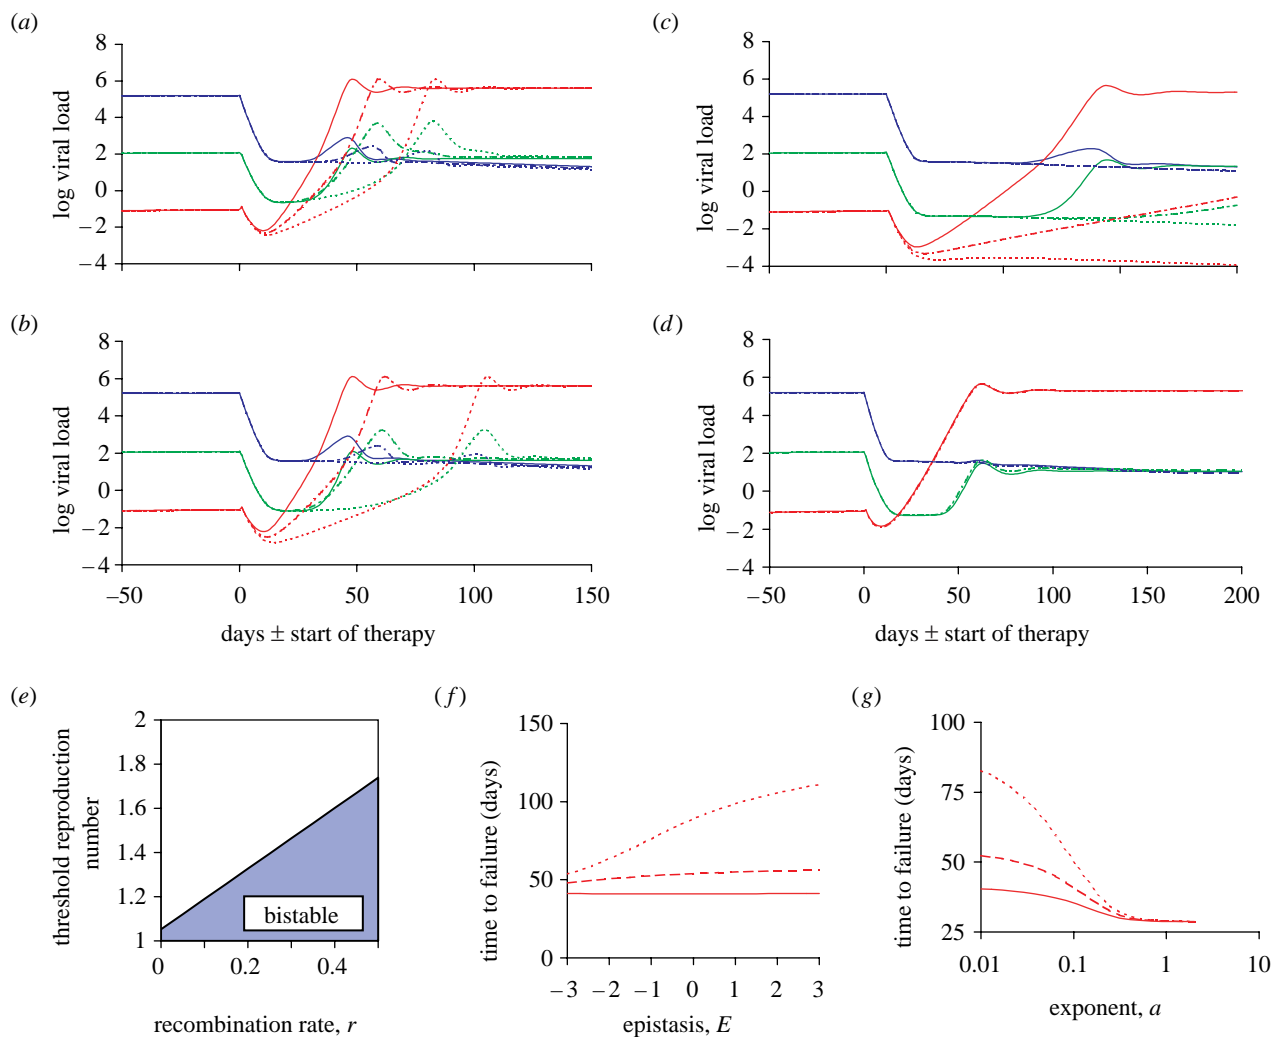 (a)
8
6
4
2
0
−2
−4
log viral load
(c)
8
6
4
2
0
−2
−4
log viral load
(b)
8
6
4
2
0
−2
−4
log viral load
−50 0 50 100 150
days ± start of therapy
(d)
8
6
4
2
0
−2
−4
log viral load
−50 0 50 100 150 200
days ± start of therapy
(e)
2
1.8
1.6
1.4
1.2
1
threshold reproduction
number
bistable
0 0.2 0.4
recombination rate, r
(f)
150
100
50
0
time to failure (days)
−3 −2 −1 0 1 2 3
epistasis, E
(g)
100
75
50
25
time to failure (days)
0.01 0.1 1 10
exponent, a